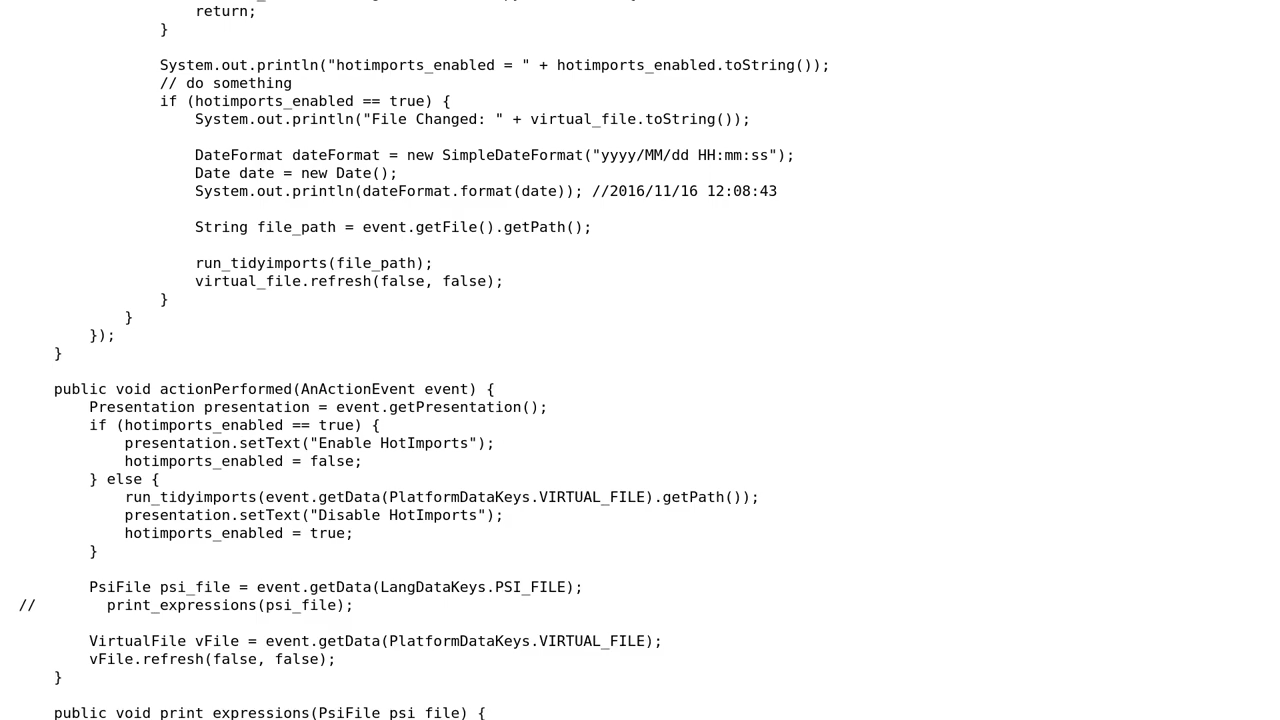 return;
}
System.out.println("hotimports_enabled = " + hotimports_enabled.toString());
// do something
if (hotimports_enabled == true) {
System.out.println("File Changed: " + virtual_file.toString());
DateFormat dateFormat = new SimpleDateFormat("yyyy/MM/dd HH:mm:ss");
Date date = new Date();
System.out.println(dateFormat.format(date)); //2016/11/16 12:08:43
String file_path = event.getFile().getPath();
run_tidyimports(file_path);
virtual_file.refresh(false, false);
}
}
});
}
public void actionPerformed(AnActionEvent event) {
Presentation presentation = event.getPresentation();
if (hotimports_enabled == true) {
presentation.setText("Enable HotImports");
hotimports_enabled = false;
} else {
run_tidyimports(event.getData(PlatformDataKeys.VIRTUAL_FILE).getPath());
presentation.setText("Disable HotImports");
hotimports_enabled = true;
}
PsiFile psi_file = event.getData(LangDataKeys.PSI_FILE);
//        print_expressions(psi_file);
VirtualFile vFile = event.getData(PlatformDataKeys.VIRTUAL_FILE);
vFile.refresh(false, false);
}
public void print_expressions(PsiFile psi_file) {